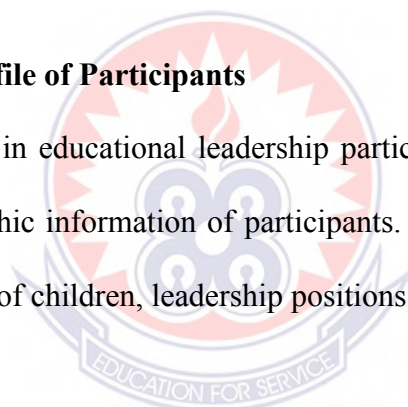 file of Participants
in educational leadership partic
hic information of participants.
of children, leadership positions
EDUCATION FOR SERVICE